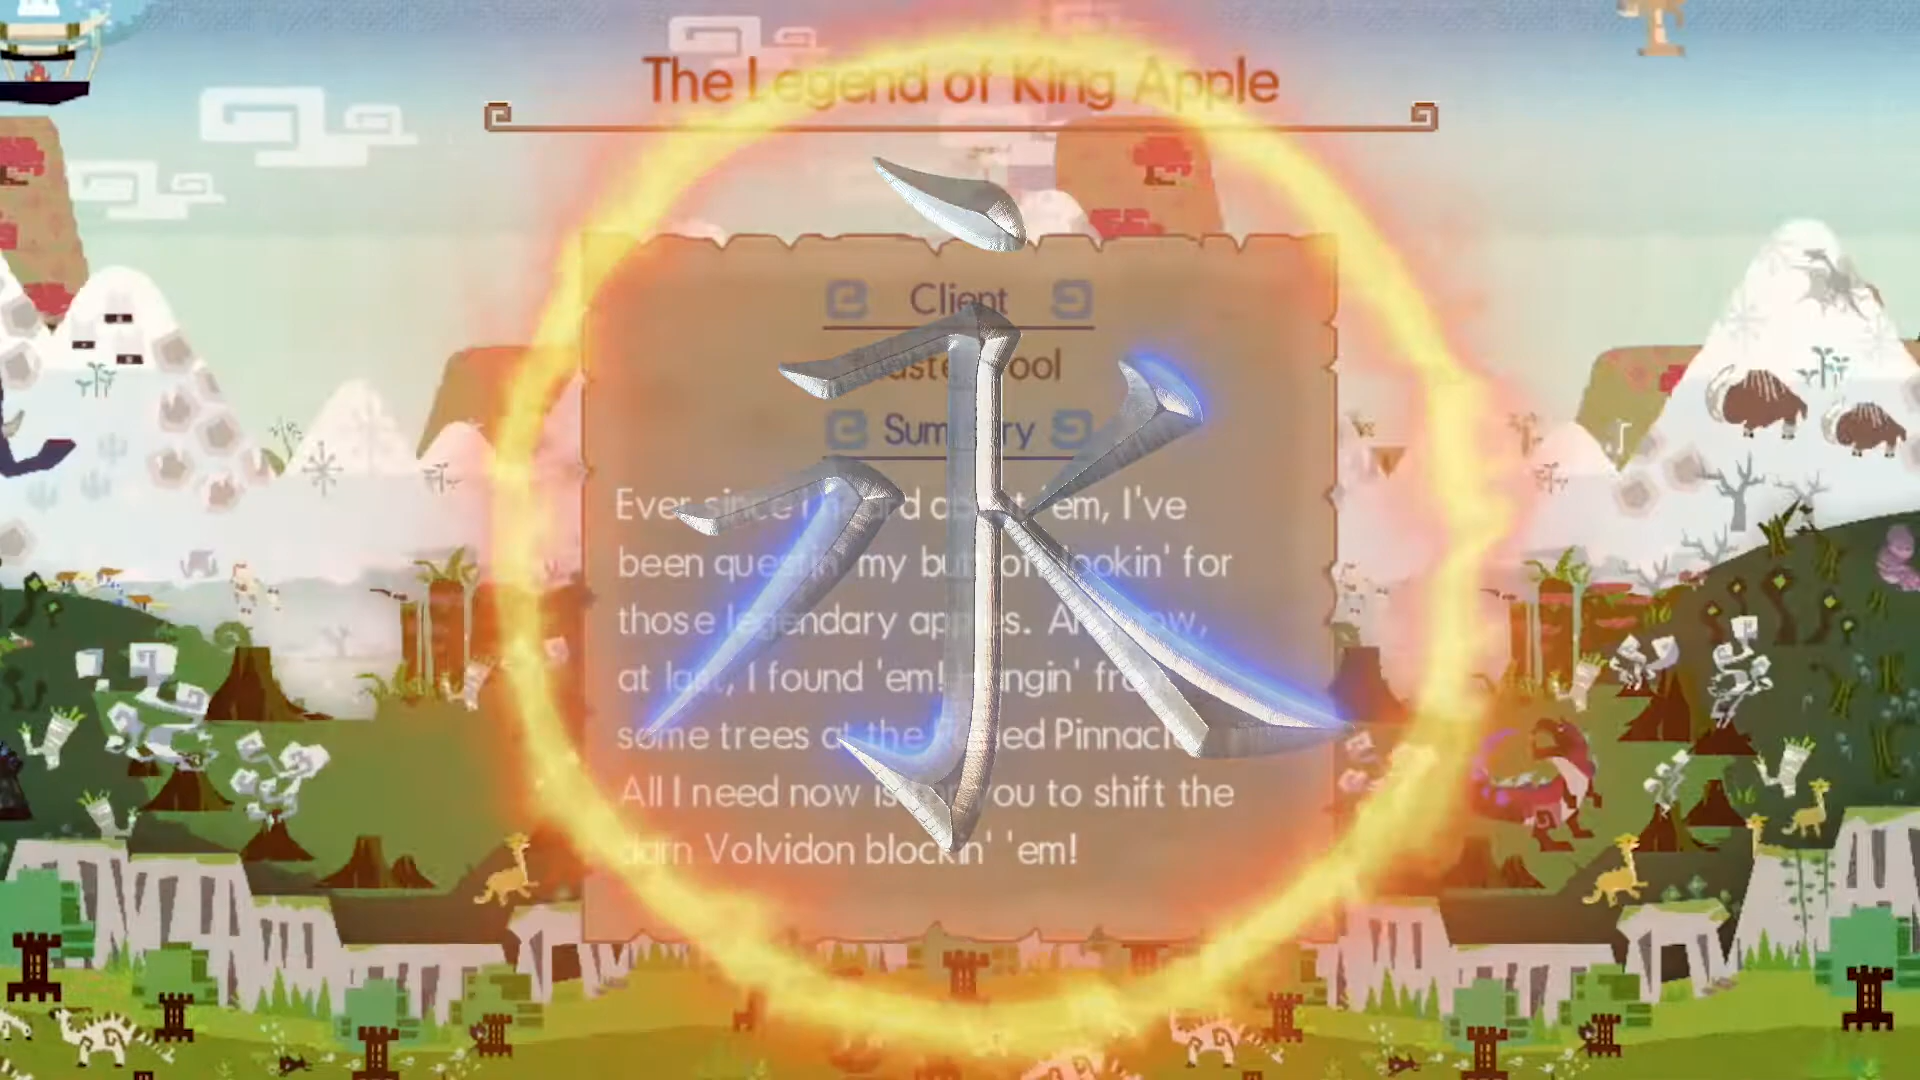 The Legend of King Apple
Client
Summary
永
Ever since I heard about 'em, I've
been questin' my butt off lookin' for
those legendary apples. And now,
at last, I found 'em! Hangin' from
some trees at the Pinnacle.
All I need now is for you to shift the
darn Volvidon blockin' 'em!